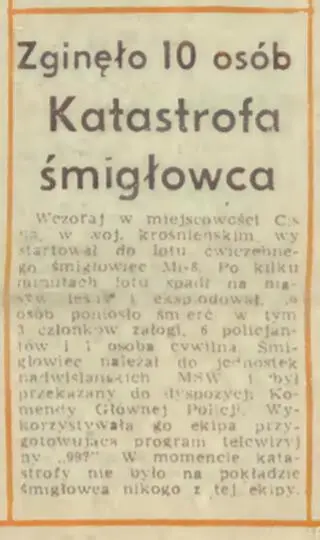 Zginęło 10 osób
Katastrofa
śmigłowca
Wczoraj w miejscowości Cis
na, w woj. krośnieńskim wy
startował do lotu ćwiczebne-
go śmigłowiec Mi-8. Po kilku
minutach lotu spadł na
i eksplodował.
osób poniosło śmierć w tym
3 członków załogi, 6 policjan-
tów i 1 osoba cywilna. Śmi-
głowiec należał do jednostek
nadwiślańskich MSW i był
przekazany do dyspozycji Ko-
mendy Głównej Policji. Wy-
korzystywała go ekipa przy-
gotowująca program telewizyj
ny „997". W momencie kata-
strofy nie było na pokładzie
śmigłowca nikogo z tej ekipy.